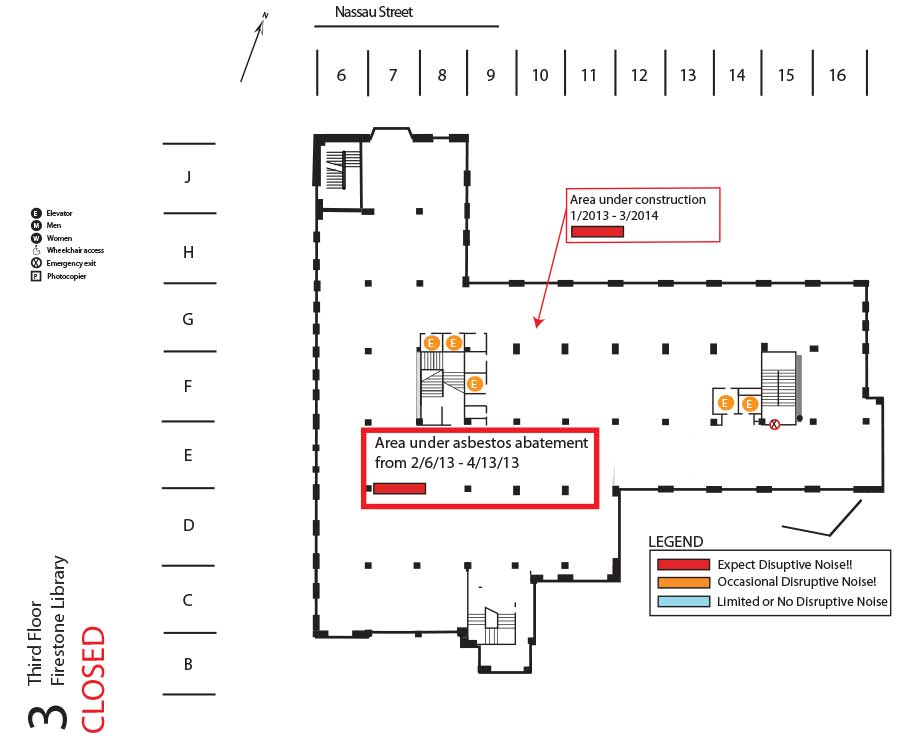 N
Nassau Street
6 7 8 9 10 11 12 13 14 15 16
J
H
G
F
E
D
C
B
E Elevator
M Men
W Women
Wheelchair access
X Emergency exit
P Photocopier
Area under construction
1/2013 - 3/2014
E E
E
E E
X
Area under asbestos abatement
from 2/6/13 - 4/13/13
LEGEND
Expect Disuptive Noise!!
Occasional Disruptive Noise!
Limited or No Disruptive Noise
3
Third Floor
Firestone Library
CLOSED